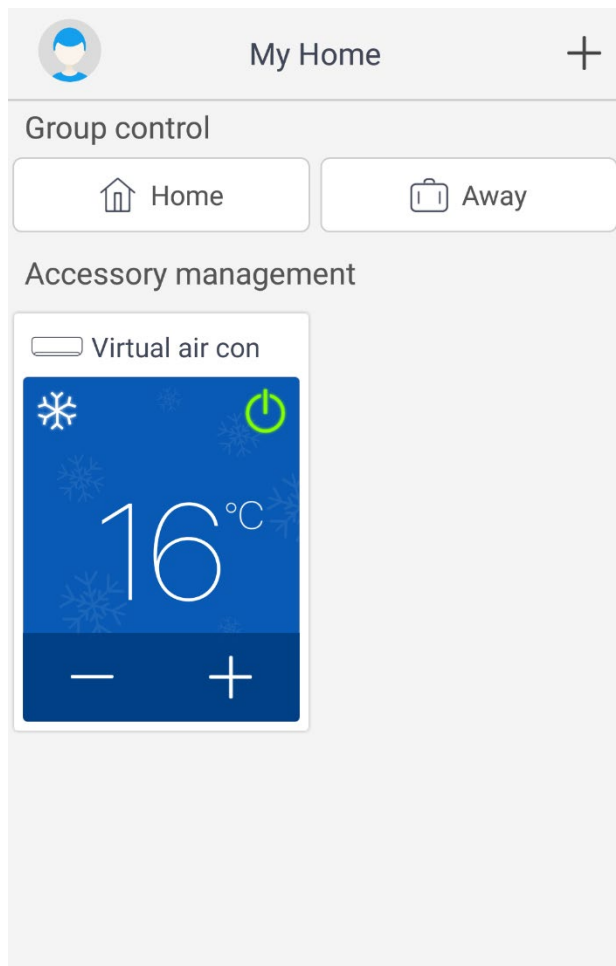 My Home
Group control
Home
Away
Accessory management
Virtual air con
16 °C